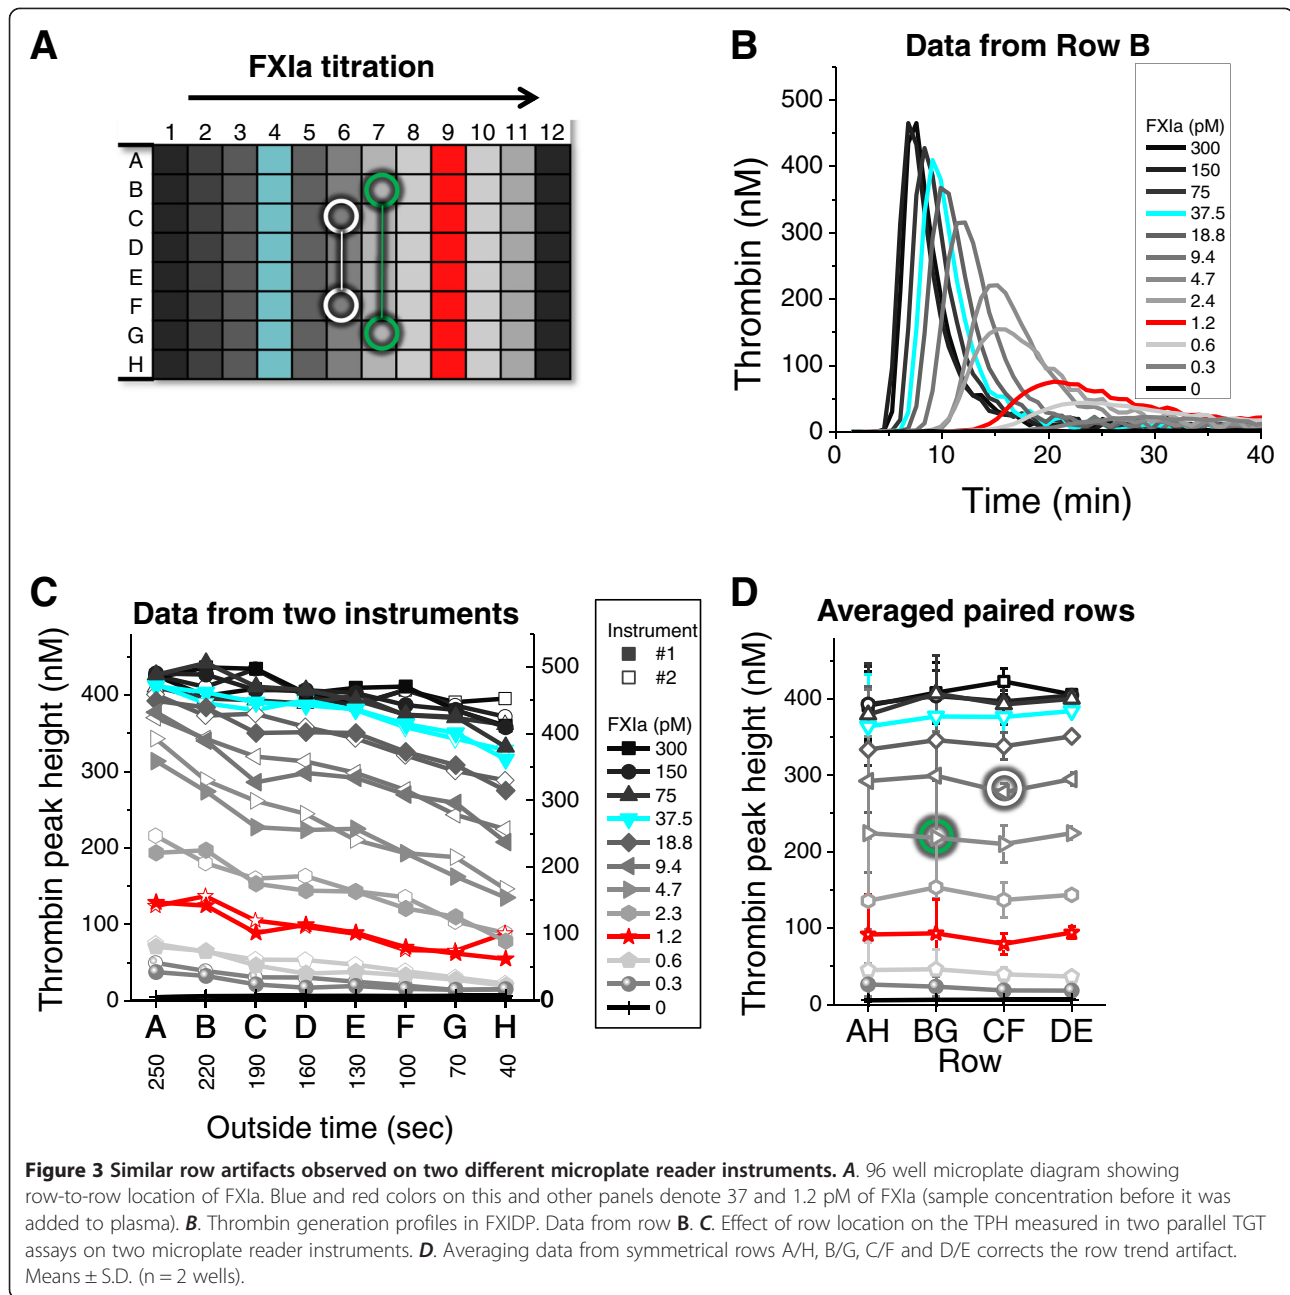 A
FXIa titration
1 2 3 4 5 6 7 8 9 10 11 12
A
B
C
D
E
F
G
H
B
Data from Row B
Thrombin (nM)
500
400
300
200
100
0
0 10 20 30 40
Time (min)
FXIa (pM)
300
150
75
37.5
18.8
9.4
4.7
2.4
1.2
0.6
0.3
0
C
Data from two instruments
Thrombin peak height (nM)
400
300
200
100
0
500
400
300
200
100
0
A B C D E F G H
250 220 190 160 130 100 70 40
Outside time (sec)
Instrument
#1
#2
FXIa (pM)
300
150
75
37.5
18.8
9.4
4.7
2.3
1.2
0.6
0.3
0
D
Averaged paired rows
Thrombin peak height (nM)
400
300
200
100
0
AH BG CF DE
Row
Figure 3 Similar row artifacts observed on two different microplate reader instruments. A. 96 well microplate diagram showing
row-to-row location of FXIa. Blue and red colors on this and other panels denote 37 and 1.2 pM of FXIa (sample concentration before it was
added to plasma). B. Thrombin generation profiles in FXIDP. Data from row B. C. Effect of row location on the TPH measured in two parallel TGT
assays on two microplate reader instruments. D. Averaging data from symmetrical rows A/H, B/G, C/F and D/E corrects the row trend artifact.
Means ± S.D. (n = 2 wells).